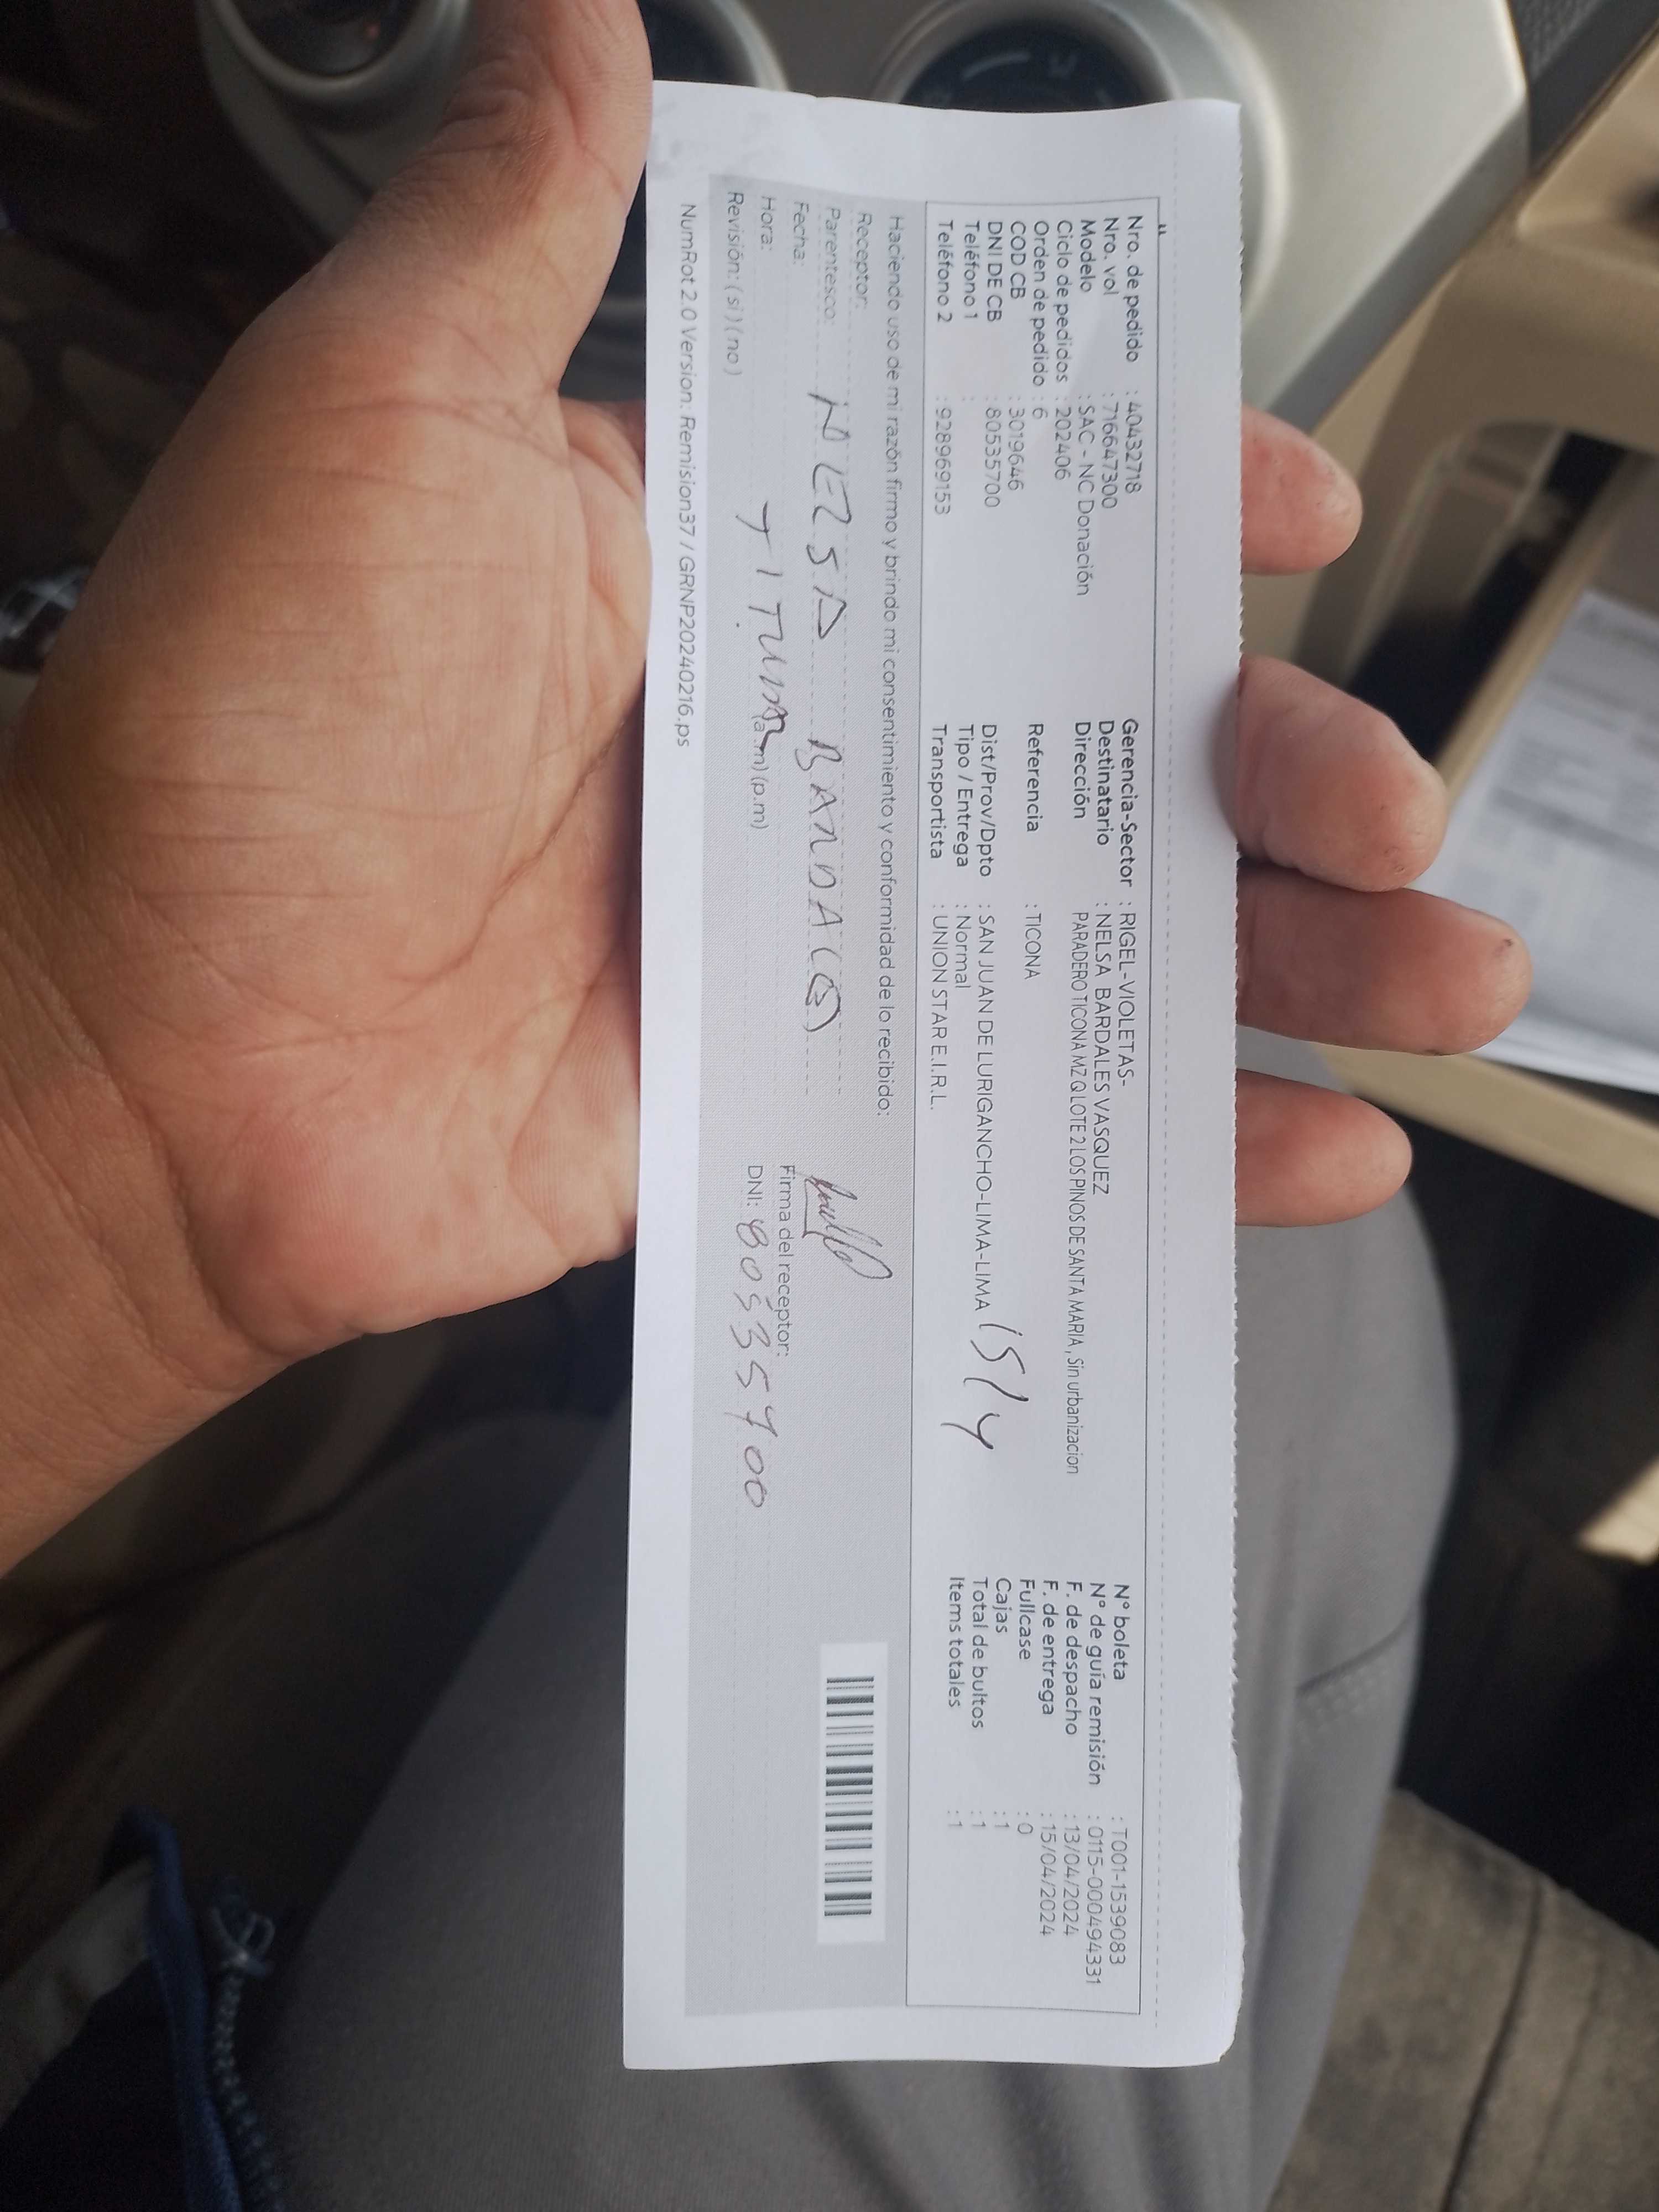 Nro. de pedido : 40432718
Nro. vol : 716647300
Modelo : SAC - NC Donación
Ciclo de pedidos : 202406
Orden de pedido : 6
COD CB : 3019646
DNI DE CB : 80535700
Teléfono 1 :
Teléfono 2 : 928969153
Gerencia-Sector : RIGEL-VIOLETAS-
Destinatario : NELSA BARDALES VASQUEZ
Dirección PARADERO TICONA MZ Q LOTE 2 LOS PINOS DE SANTA MARIA , Sin urbanizacion
Referencia : TICONA
Dist/Prov/Dpto : SAN JUAN DE LURIGANCHO-LIMA-LIMA
Tipo / Entrega : Normal
Transportista : UNION STAR E.I.R.L.
15/4
N° boleta : T001-1539083
N° de guía remisión : 0115-000494331
F. de despacho : 13/04/2024
F. de entrega : 15/04/2024
Fullcase : 0
Cajas : 1
Total de bultos : 1
Items totales : 1
Haciendo uso de mi razón firmo y brindo mi consentimiento y conformidad de lo recibido:
Receptor:
Parentesco:
Fecha:
Hora: (a.m) (p.m)
Revisión: ( si ) ( no )
Firma del receptor:
DNI: 80535700
NumRot 2.0 Version: Remision37 / GRNP20240216.ps